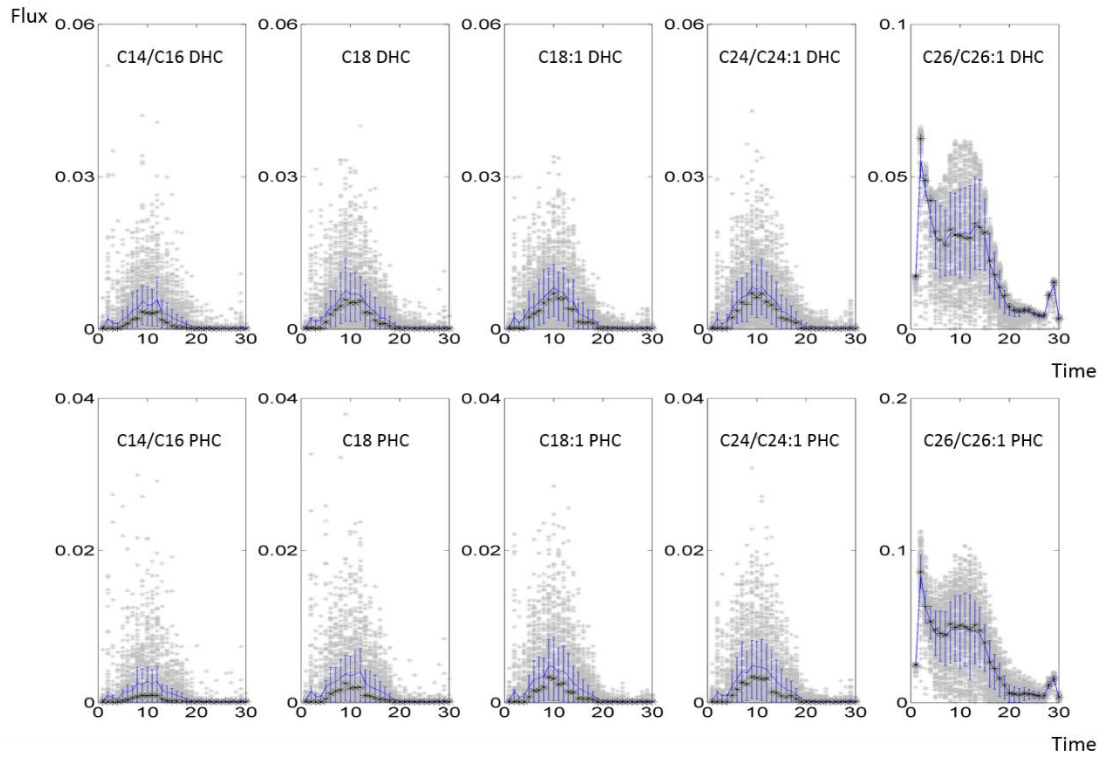 Flux
0.06 0.06 0.06 0.06 0.1
C14/C16 DHC C18 DHC C18:1 DHC C24/C24:1 DHC C26/C26:1 DHC
0.03 0.03 0.03 0.03 0.05
0 0 0 0 0
0 10 20 30 0 10 20 30 0 10 20 30 0 10 20 30 0 10 20 30
Time
0.04 0.04 0.04 0.04 0.2
C14/C16 PHC C18 PHC C18:1 PHC C24/C24:1 PHC C26/C26:1 PHC
0.02 0.02 0.02 0.02 0.1
0 0 0 0 0
0 10 20 30 0 10 20 30 0 10 20 30 0 10 20 30 0 10 20 30
Time